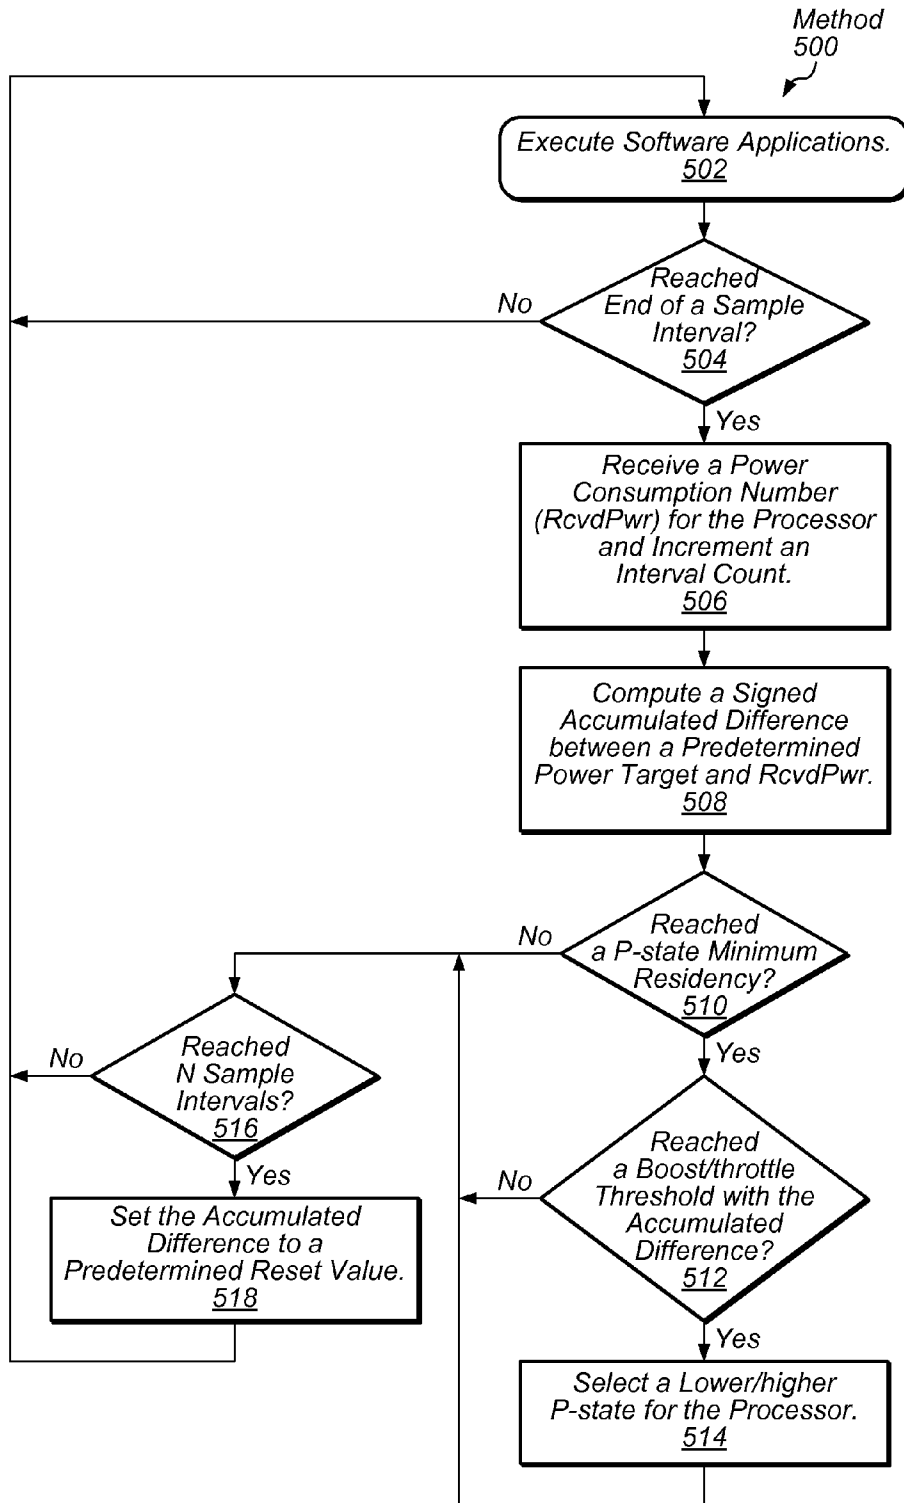 Method
500
Execute Software Applications.
502
Reached
End of a Sample
Interval?
504
No
Yes
Receive a Power
Consumption Number
(RcvdPwr) for the Processor
and Increment an
Interval Count.
506
Compute a Signed
Accumulated Difference
between a Predetermined
Power Target and RcvdPwr.
508
Reached
a P-state Minimum
Residency?
510
No
Yes
Reached
N Sample
Intervals?
516
No
Yes
Reached
a Boost/throttle
Threshold with the
Accumulated
Difference?
512
No
Yes
Set the Accumulated
Difference to a
Predetermined Reset Value.
518
Select a Lower/higher
P-state for the Processor.
514